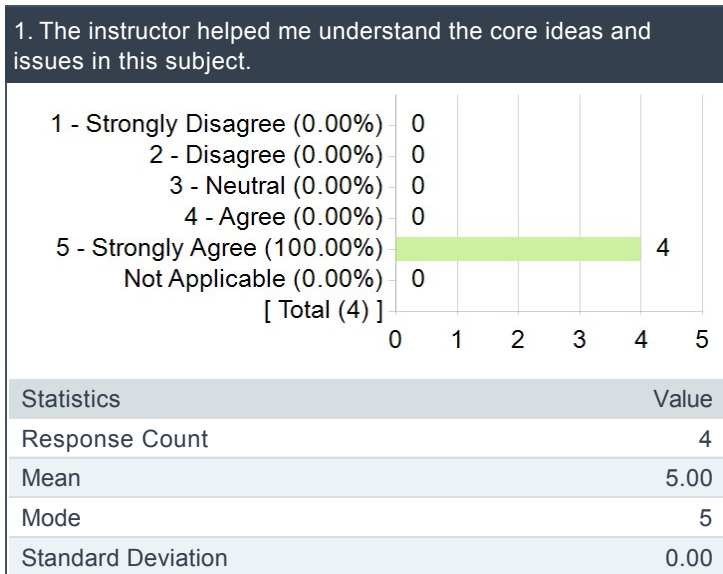 1. The instructor helped me understand the core ideas and
issues in this subject.
1 - Strongly Disagree (0.00%) 0
2 - Disagree (0.00%) 0
3 - Neutral (0.00%) 0
4 - Agree (0.00%) 0
5 - Strongly Agree (100.00%) 4
Not Applicable (0.00%) 0
[ Total (4) ]
0 1 2 3 4 5
Statistics Value
Response Count 4
Mean 5.00
Mode 5
Standard Deviation 0.00